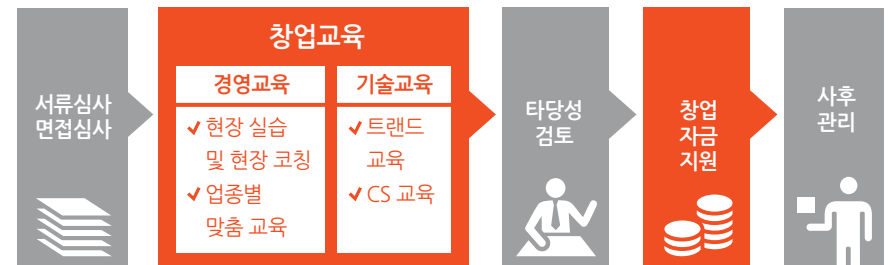 서류심사
면접심사
창업교육
경영교육
✓현장 실습
및 현장 코칭
✓업종별
맞춤 교육
기술교육
✓트랜드
교육
✓CS 교육
타당성
검토
창업
자금
지원
사후
관리